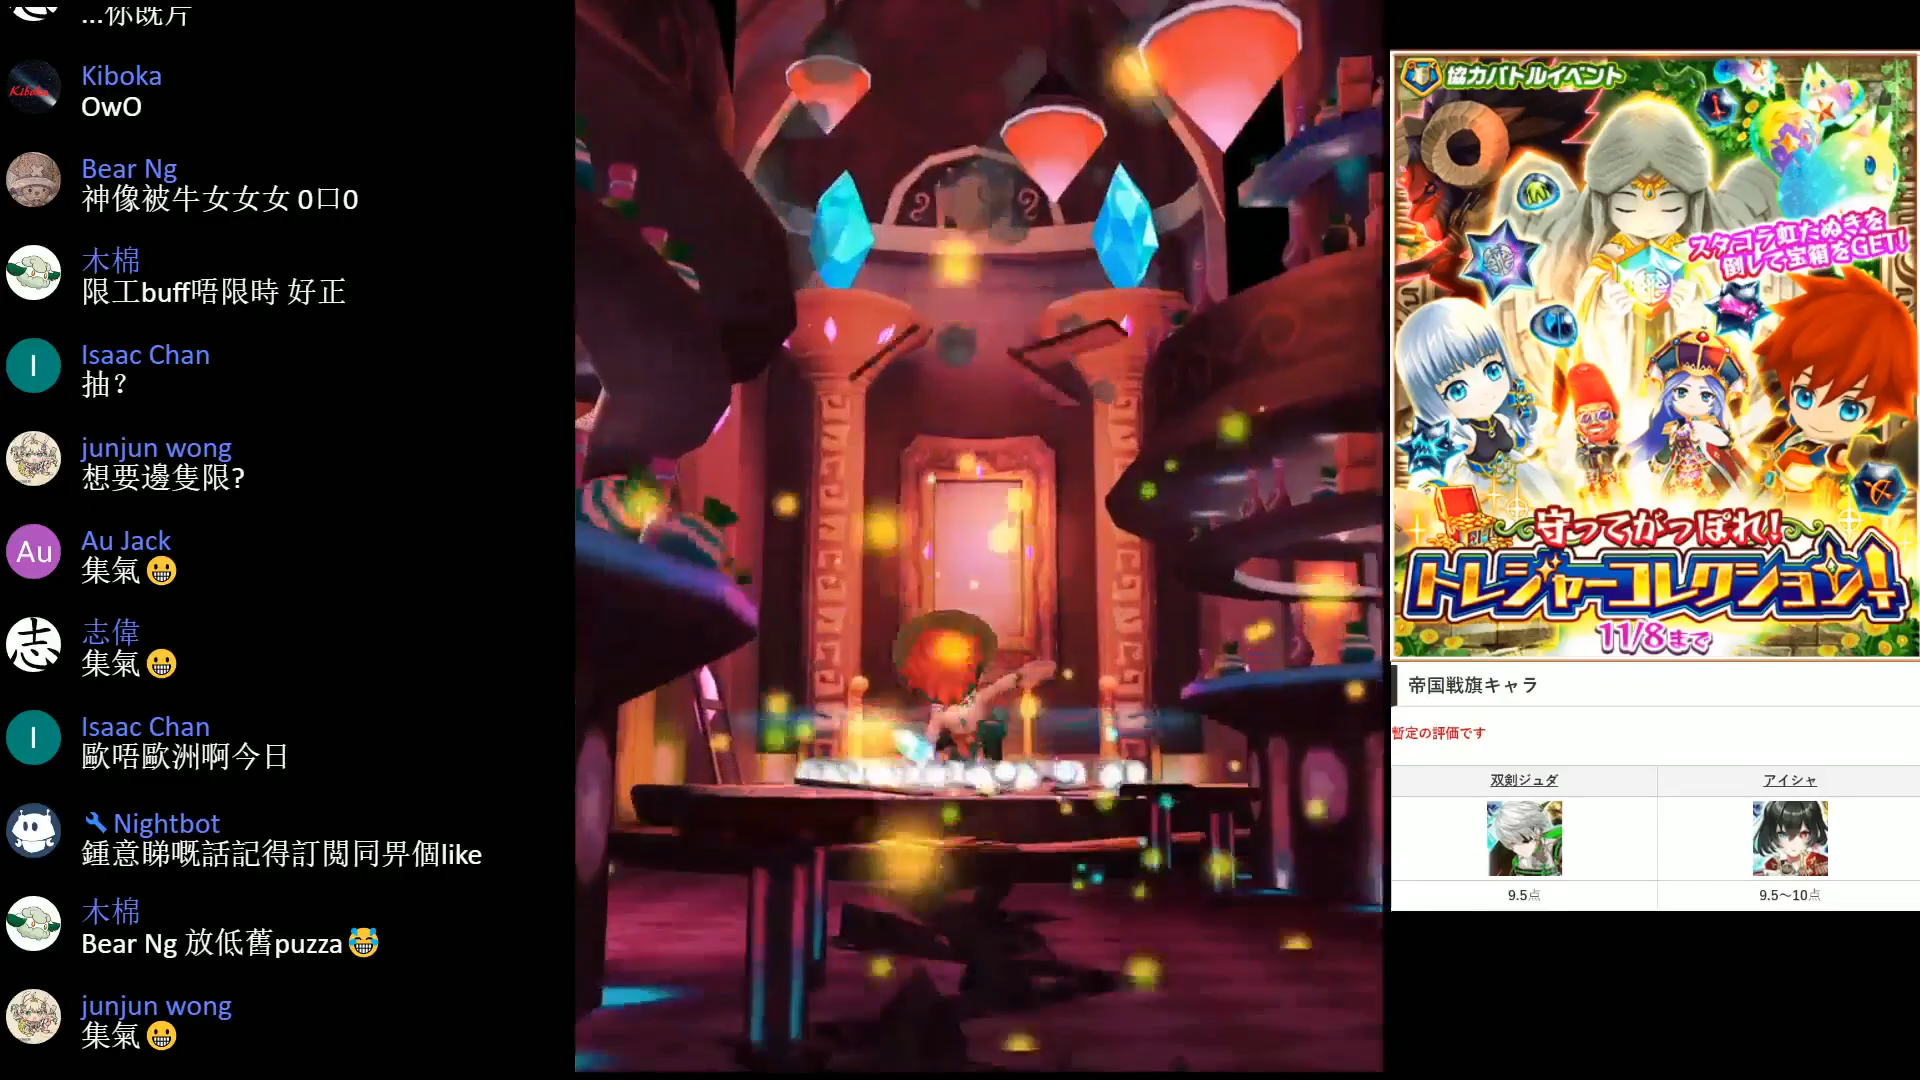 ...你既片
Kiboka
Kiboka
OwO
Bear Ng
神像被牛女女女 0口0
木棉
限工buff唔限時 好正
I
Isaac Chan
抽?
junjun wong
想要邊隻限?
Au
Au Jack
集氣😀
志
志偉
集氣😀
I
Isaac Chan
歐唔歐洲啊今日
Nightbot
鍾意睇嘅話記得訂閱同畀個like
木棉
Bear Ng 放低舊puzza😂
junjun wong
集氣😀
協力バトルイベント
スタコラ虹たぬきを
倒して宝箱をGET!
守ってがっぽれ!
トレジャーコレクション!
11/8まで
帝国戦旗キャラ
暫定の評価です
双剣ジュダ
アイシャ
9.5点
9.5〜10点